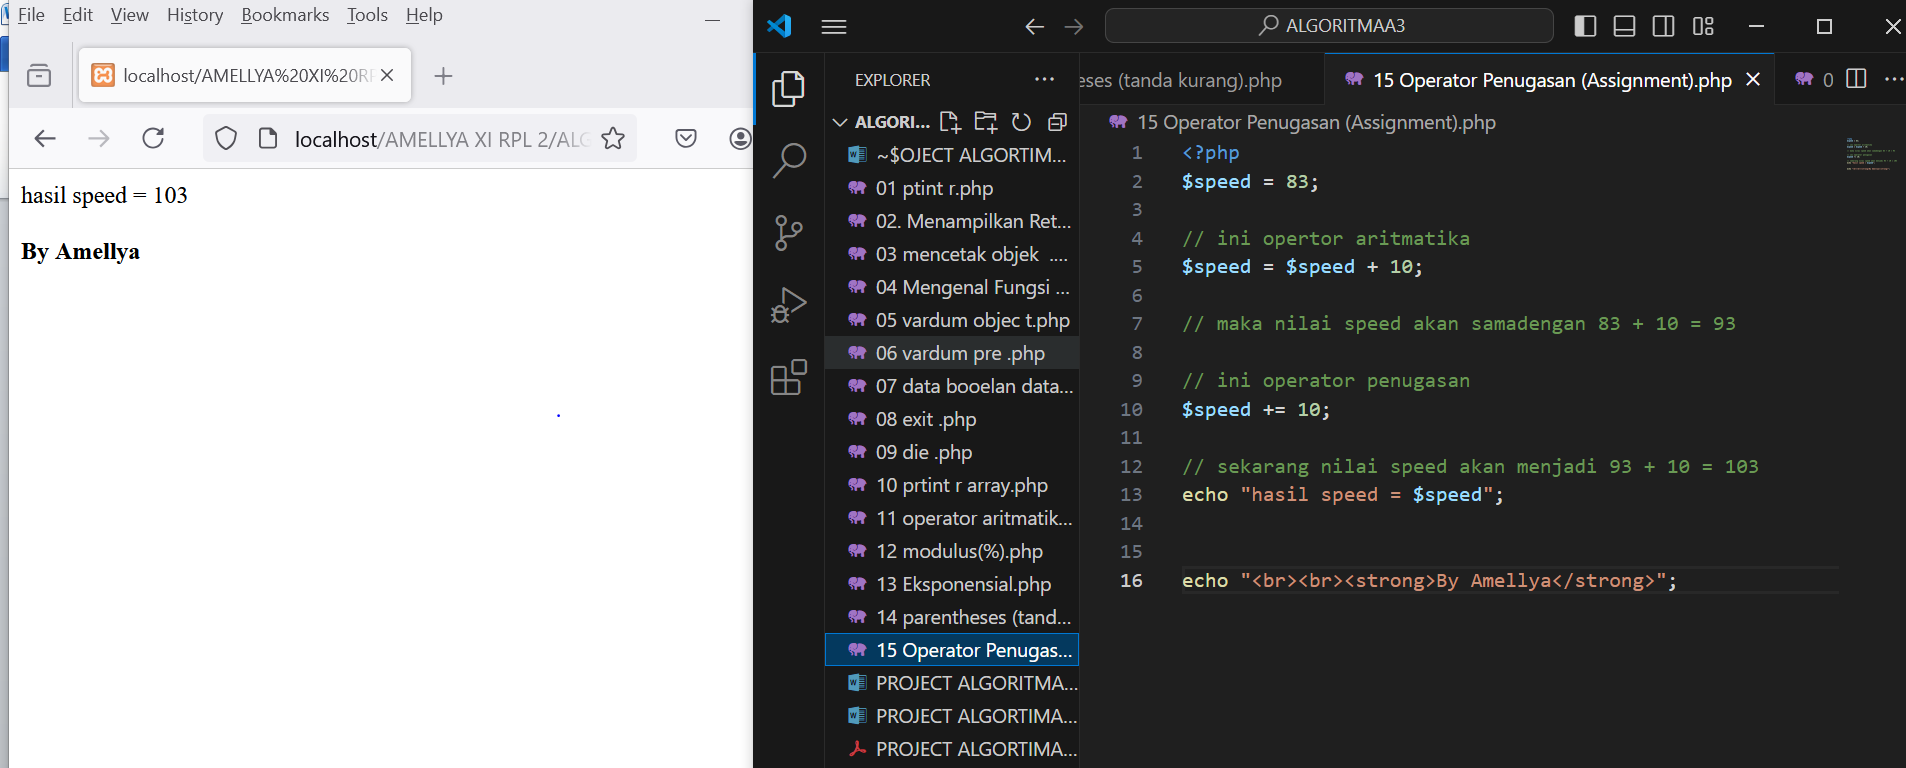 File Edit View History Bookmarks Tools Help
localhost/AMELLYA%20XI%20RP
localhost/AMELLYA XI RPL 2/ALG
hasil speed = 103
By Amellya
ALGORITMAA3
EXPLORER
ALGORI...
~$OJECT ALGORTIM...
01 ptint r.php
02. Menampilkan Ret...
03 mencetak objek ....
04 Mengenal Fungsi ...
05 vardum objec t.php
06 vardum pre .php
07 data booelan data...
08 exit .php
09 die .php
10 prtint r array.php
11 operator aritmatik...
12 modulus(%).php
13 Eksponensial.php
14 parentheses (tand...
15 Operator Penugas...
PROJECT ALGORITMA...
PROJECT ALGORTIMA...
PROJECT ALGORTIMA...
eses (tanda kurang).php
15 Operator Penugasan (Assignment).php
0
15 Operator Penugasan (Assignment).php
1 <?php
2 $speed = 83;
3
4 // ini opertor aritmatika
5 $speed = $speed + 10;
6
7 // maka nilai speed akan samadengan 83 + 10 = 93
8
9 // ini operator penugasan
10 $speed += 10;
11
12 // sekarang nilai speed akan menjadi 93 + 10 = 103
13 echo "hasil speed = $speed";
14
15
16 echo "<br><br><strong>By Amellya</strong>";